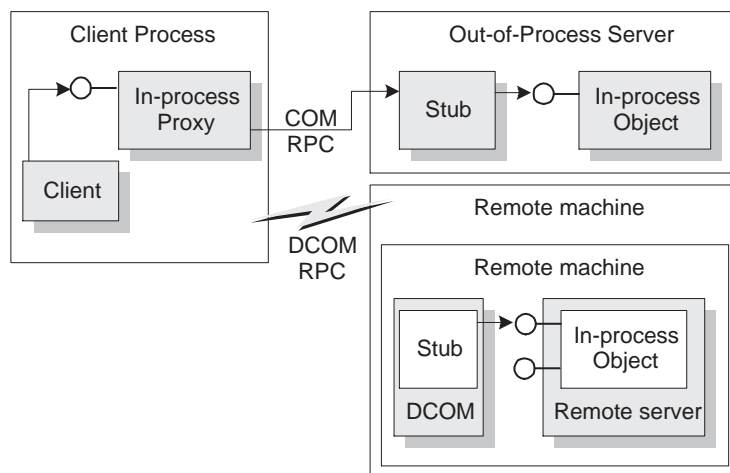 Client Process
In-process
Proxy
Client
COM
RPC
Out-of-Process Server
Stub
In-process
Object
DCOM
RPC
Remote machine
Remote machine
Stub
DCOM
In-process
Object
Remote server